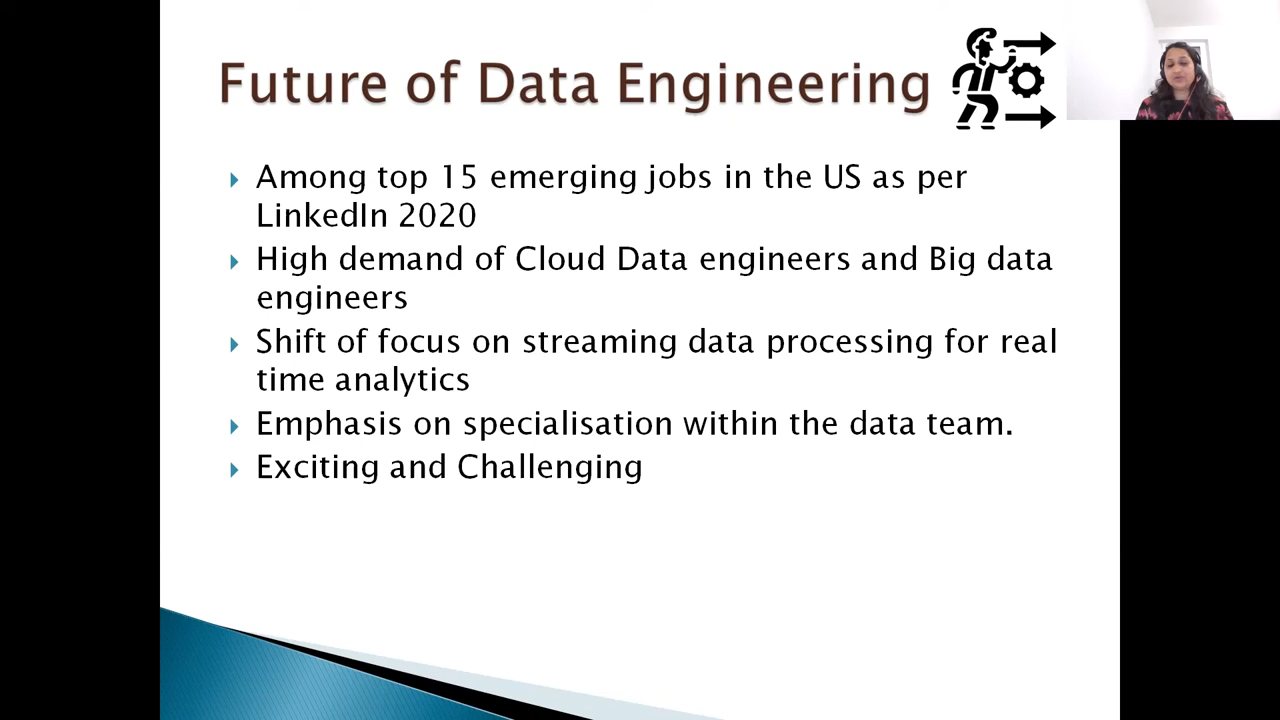 Future of Data Engineering
Among top 15 emerging jobs in the US as per
LinkedIn 2020
High demand of Cloud Data engineers and Big data
engineers
Shift of focus on streaming data processing for real
time analytics
Emphasis on specialisation within the data team.
Exciting and Challenging